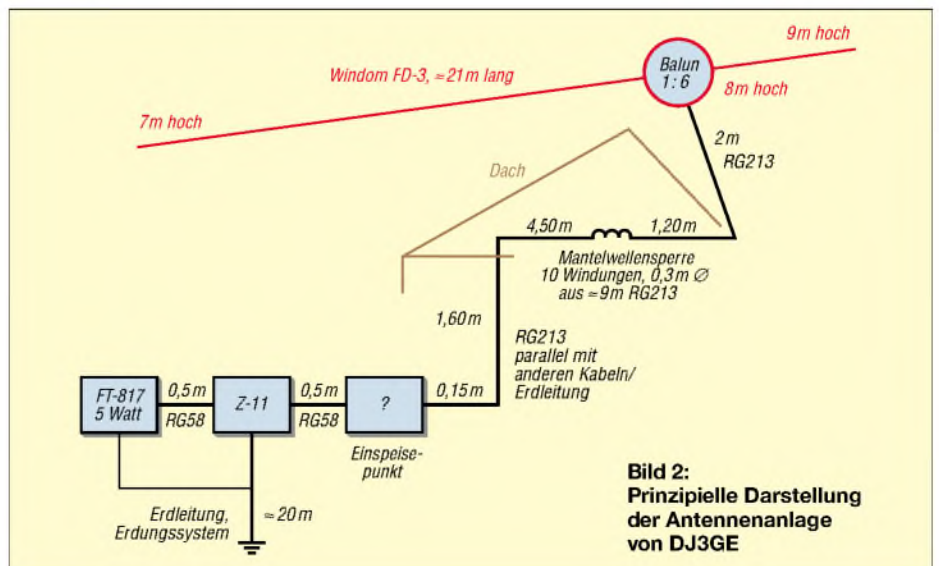 9m hoch
Balun
1:6
Windom FD-3, ≈21m lang
8m hoch
7m hoch
2m
RG213
Dach
4,50m
1,20m
Mantelwellensperre
10 Windungen, 0,3m Ø
aus ≈9m RG213
1,60m
RG213
parallel mit
anderen Kabeln/
Erdleitung
FT-817
5 Watt
0,5m
RG58
Z-11
0,5m
RG58
?
0,15m
Einspeise-
punkt
Erdleitung,
Erdungssystem
≈20m
Bild 2:
Prinzipielle Darstellung
der Antennenanlage
von DJ3GE